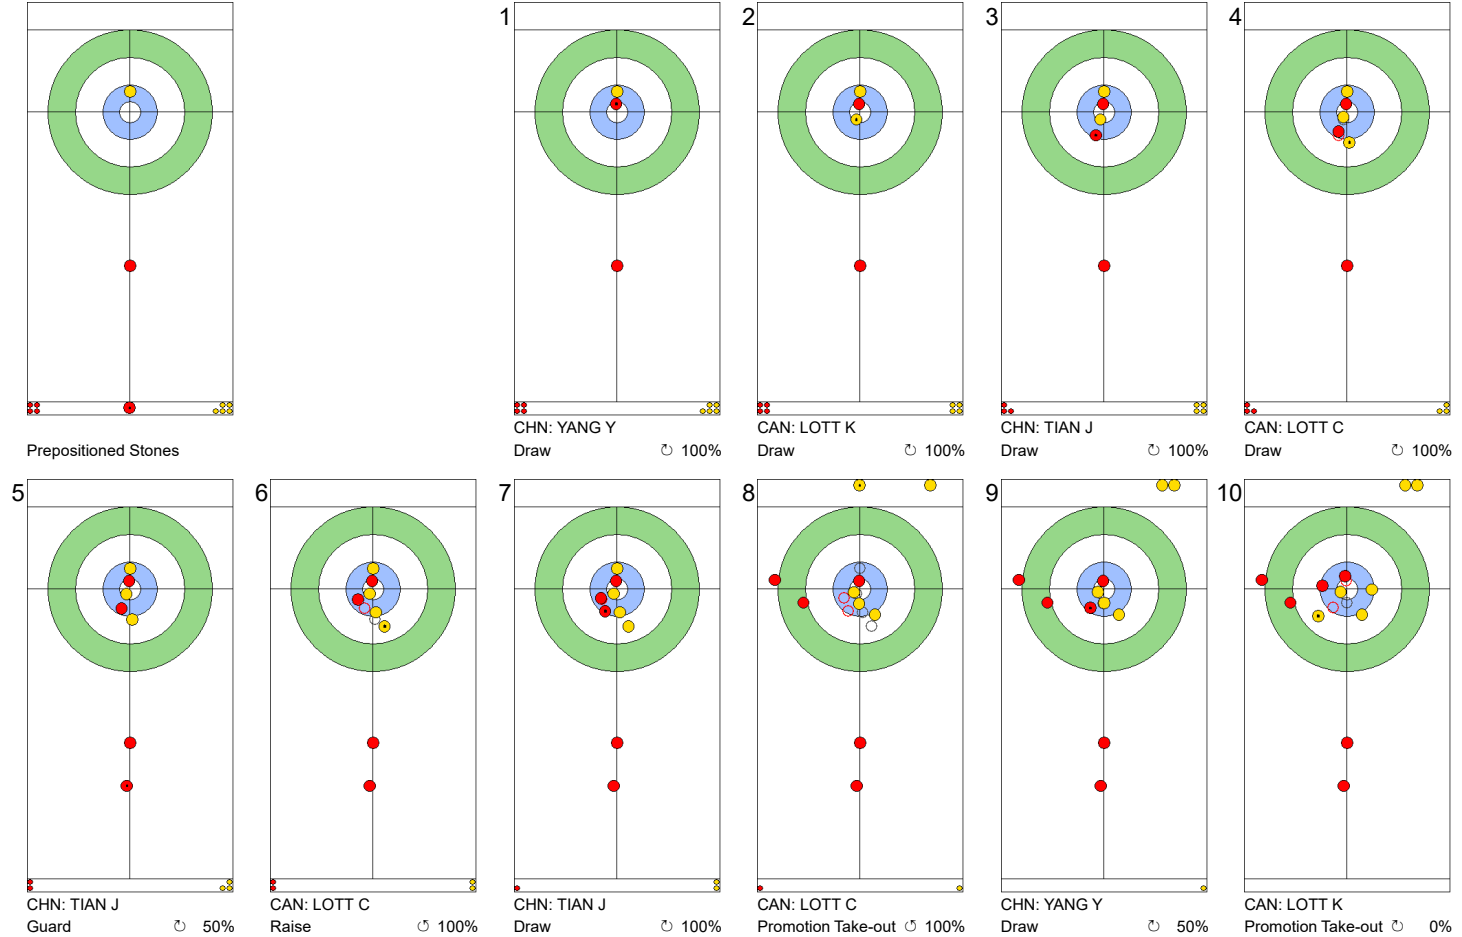 1
2
3
4
Prepositioned Stones
CHN: YANG Y
Draw ↻ 100%
CAN: LOTT K
Draw ↻ 100%
CHN: TIAN J
Draw ↻ 100%
CAN: LOTT C
Draw ↻ 100%
5
6
7
8
9
10
CHN: TIAN J
Guard ↻ 50%
CAN: LOTT C
Raise ↺ 100%
CHN: TIAN J
Draw ↻ 100%
CAN: LOTT C
Promotion Take-out ↺ 100%
CHN: YANG Y
Draw ↻ 50%
CAN: LOTT K
Promotion Take-out ↻ 0%